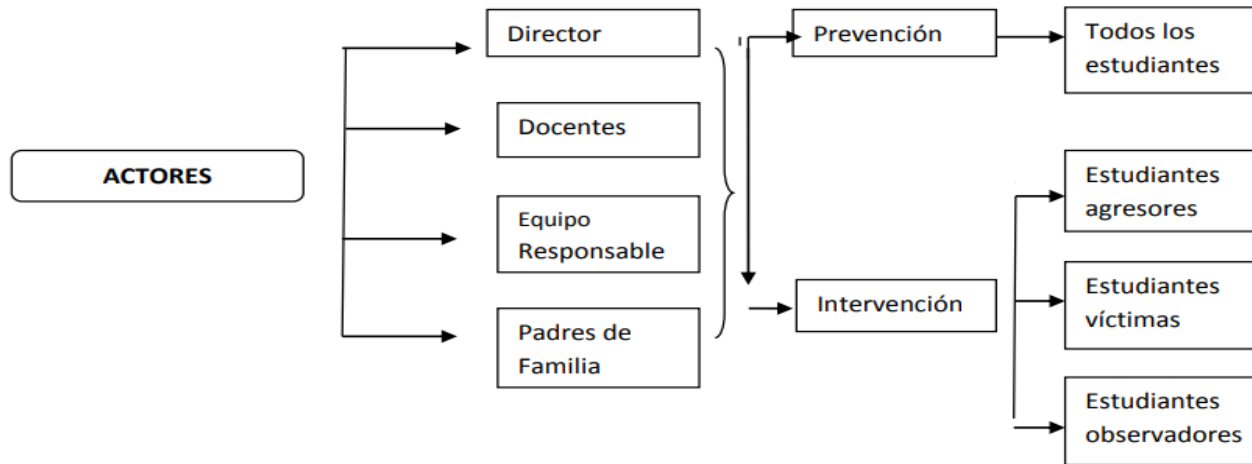 ACTORES
Director
Docentes
Equipo
Responsable
Padres de
Familia
Prevención
Intervención
Todos los
estudiantes
Estudiantes
agresores
Estudiantes
víctimas
Estudiantes
observadores